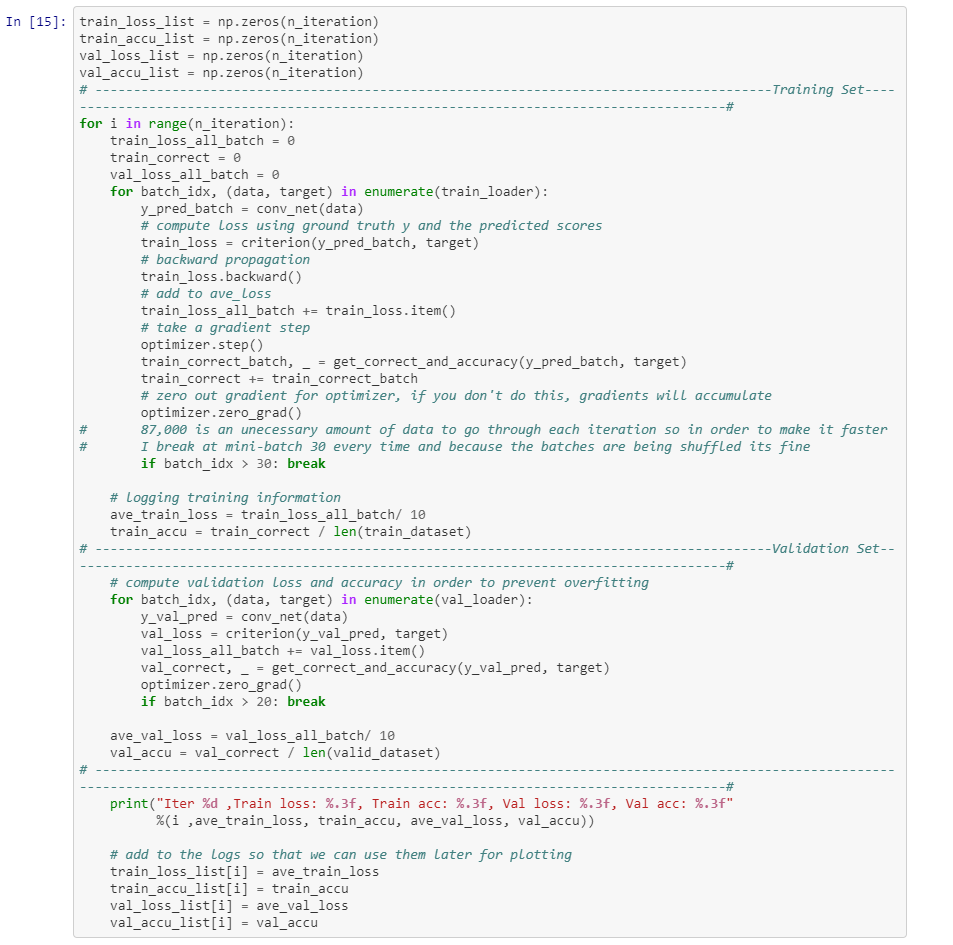 In [15]: train_loss_list = np.zeros(n_iteration)
train_accu_list = np.zeros(n_iteration)
val_loss_list = np.zeros(n_iteration)
val_accu_list = np.zeros(n_iteration)
# ----------------------------------------------------------------------------------------Training Set----
------------------------------------------------------------------------------------#
for i in range(n_iteration):
    train_loss_all_batch = 0
    train_correct = 0
    val_loss_all_batch = 0
    for batch_idx, (data, target) in enumerate(train_loader):
        y_pred_batch = conv_net(data)
        # compute loss using ground truth y and the predicted scores
        train_loss = criterion(y_pred_batch, target)
        # backward propagation
        train_loss.backward()
        # add to ave_loss
        train_loss_all_batch += train_loss.item()
        # take a gradient step
        optimizer.step()
        train_correct_batch, _ = get_correct_and_accuracy(y_pred_batch, target)
        train_correct += train_correct_batch
        # zero out gradient for optimizer, if you don't do this, gradients will accumulate
        optimizer.zero_grad()
#       87,000 is an unecessary amount of data to go through each iteration so in order to make it faster
#       I break at mini-batch 30 every time and because the batches are being shuffled its fine
        if batch_idx > 30: break
    # logging training information
    ave_train_loss = train_loss_all_batch/ 10
    train_accu = train_correct / len(train_dataset)
# ----------------------------------------------------------------------------------------Validation Set--
------------------------------------------------------------------------------------#
    # compute validation loss and accuracy in order to prevent overfitting
    for batch_idx, (data, target) in enumerate(val_loader):
        y_val_pred = conv_net(data)
        val_loss = criterion(y_val_pred, target)
        val_loss_all_batch += val_loss.item()
        val_correct, _ = get_correct_and_accuracy(y_val_pred, target)
        optimizer.zero_grad()
        if batch_idx > 20: break
    ave_val_loss = val_loss_all_batch/ 10
    val_accu = val_correct / len(valid_dataset)
# --------------------------------------------------------------------------------------------------------
------------------------------------------------------------------------------------#
    print("Iter %d ,Train loss: %.3f, Train acc: %.3f, Val loss: %.3f, Val acc: %.3f"
          %(i ,ave_train_loss, train_accu, ave_val_loss, val_accu))
    # add to the logs so that we can use them later for plotting
    train_loss_list[i] = ave_train_loss
    train_accu_list[i] = train_accu
    val_loss_list[i] = ave_val_loss
    val_accu_list[i] = val_accu